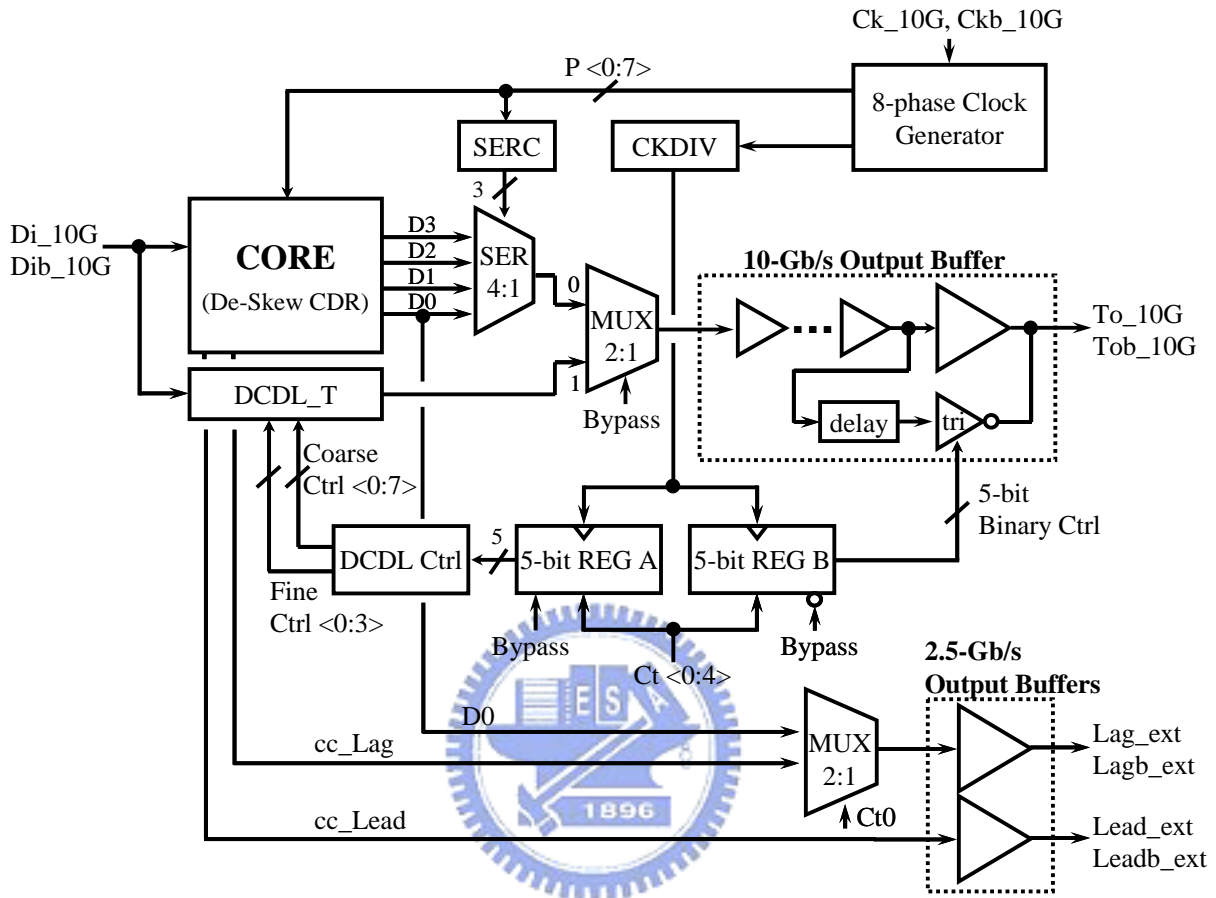 Ck_10G, Ckb_10G
P <0:7>
8-phase Clock
Generator
SERC
CKDIV
3
Di_10G
Dib_10G
CORE
(De-Skew CDR)
D3
D2
D1
D0
SER
4:1
0
MUX
2:1
1
Bypass
10-Gb/s Output Buffer
To_10G
Tob_10G
delay
tri
DCDL_T
Coarse
Ctrl <0:7>
5-bit
Binary Ctrl
DCDL Ctrl
5
5-bit REG A
5-bit REG B
Fine
Ctrl <0:3>
Bypass
Bypass
Ct <0:4>
2.5-Gb/s
Output Buffers
D0
cc_Lag
MUX
2:1
Lag_ext
Lagb_ext
cc_Lead
Ct0
Lead_ext
Leadb_ext
E S A
1896